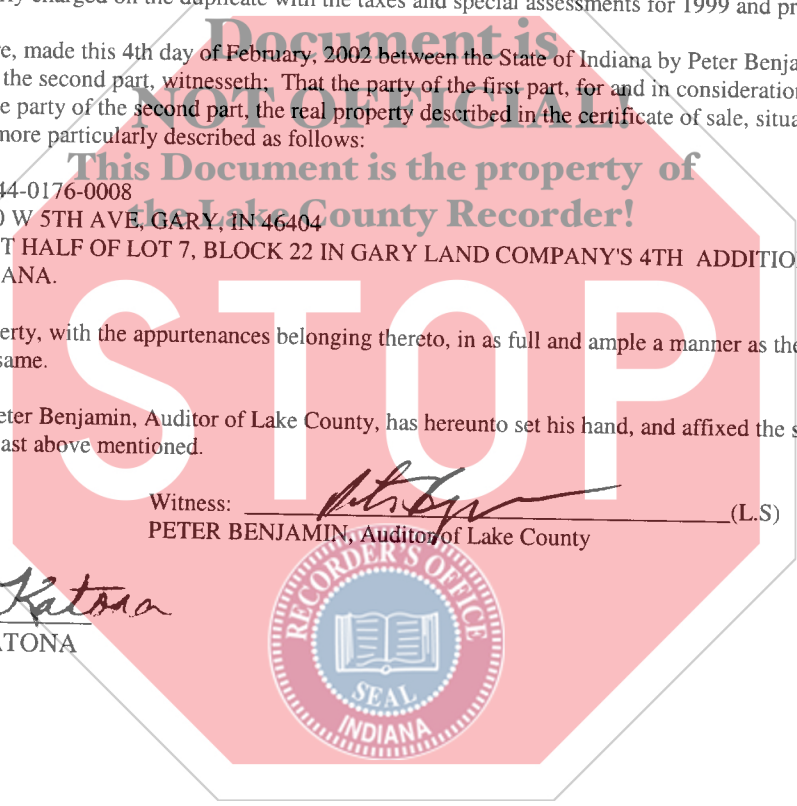 charged on the duplicate with the taxes and special assessments for 1999 and pr
Document is
e, made this 4th day of February, 2002 between the State of Indiana by Peter Benja
the second part, witnesseth: That the party of the first part, for and in consideration
NOT OFFICIAL!
e party of the second part, the real property described in the certificate of sale, situa
more particularly described as follows:
This Document is the property of
44-0176-0008
the Lake County Recorder!
0 W 5TH AVE, GARY, IN 46404
T HALF OF LOT 7, BLOCK 22 IN GARY LAND COMPANY'S 4TH ADDITIO
ANA.
STOP
erty, with the appurtenances belonging thereto, in as full and ample a manner as the
same.
eter Benjamin, Auditor of Lake County, has hereunto set his hand, and affixed the s
ast above mentioned.
Witness: (L.S)
PETER BENJAMIN, Auditor of Lake County
Katona
ATONA
RECORDER'S OFFICE
SEAL
INDIANA